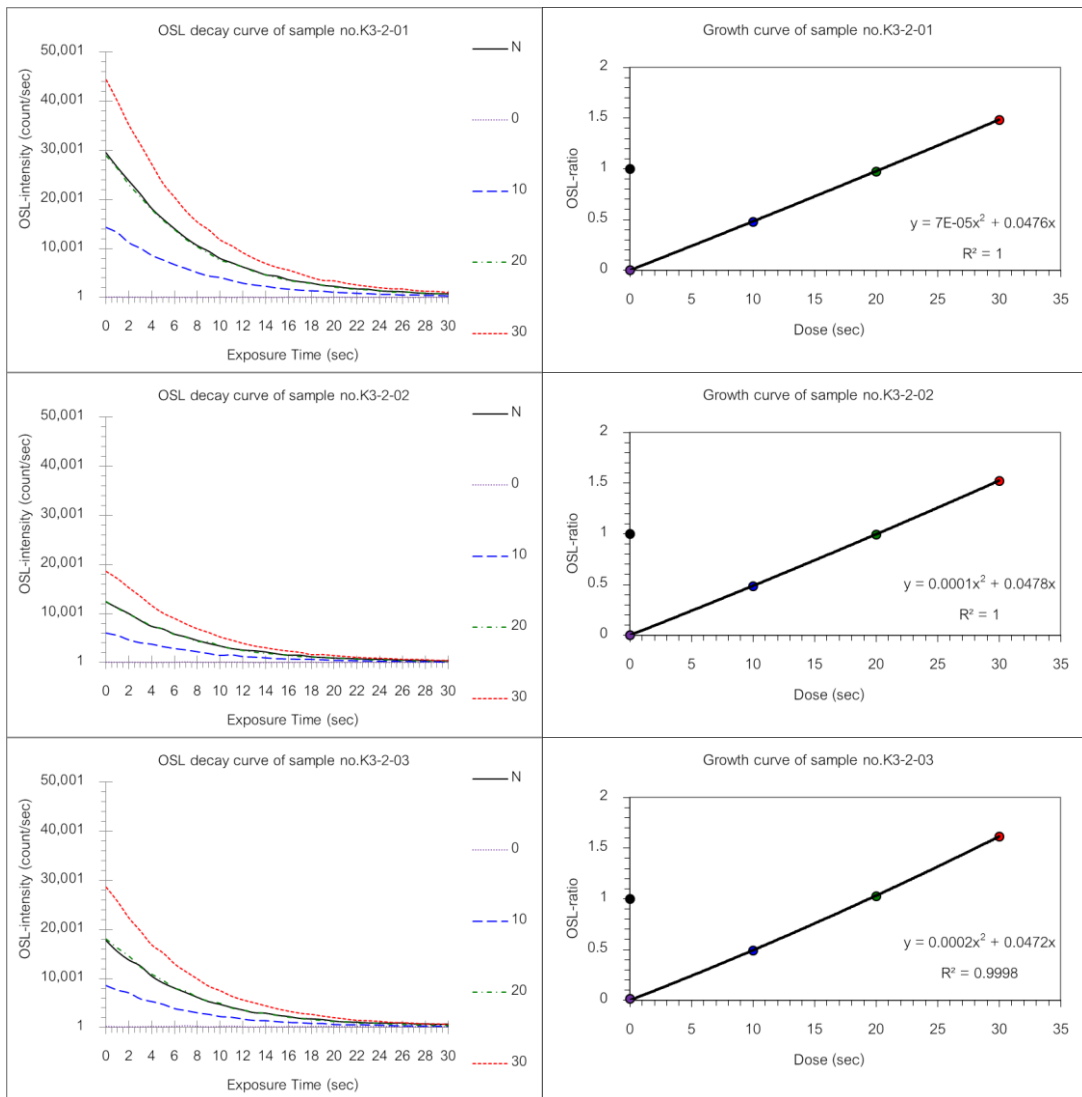 OSL decay curve of sample no.K3-2-01
OSL-intensity (count/sec)
50,001
40,001
30,001
20,001
10,001
1
0 2 4 6 8 10 12 14 16 18 20 22 24 26 28 30
Exposure Time (sec)
N
0
10
20
30
Growth curve of sample no.K3-2-01
OSL-ratio
2
1.5
1
0.5
0
0 5 10 15 20 25 30 35
Dose (sec)
y = 7E-05x² + 0.0476x
R² = 1
OSL decay curve of sample no.K3-2-02
OSL-intensity (count/sec)
50,001
40,001
30,001
20,001
10,001
1
0 2 4 6 8 10 12 14 16 18 20 22 24 26 28 30
Exposure Time (sec)
N
0
10
20
30
Growth curve of sample no.K3-2-02
OSL-ratio
2
1.5
1
0.5
0
0 5 10 15 20 25 30 35
Dose (sec)
y = 0.0001x² + 0.0478x
R² = 1
OSL decay curve of sample no.K3-2-03
OSL-intensity (count/sec)
50,001
40,001
30,001
20,001
10,001
1
0 2 4 6 8 10 12 14 16 18 20 22 24 26 28 30
Exposure Time (sec)
N
0
10
20
30
Growth curve of sample no.K3-2-03
OSL-ratio
2
1.5
1
0.5
0
0 5 10 15 20 25 30 35
Dose (sec)
y = 0.0002x² + 0.0472x
R² = 0.9998